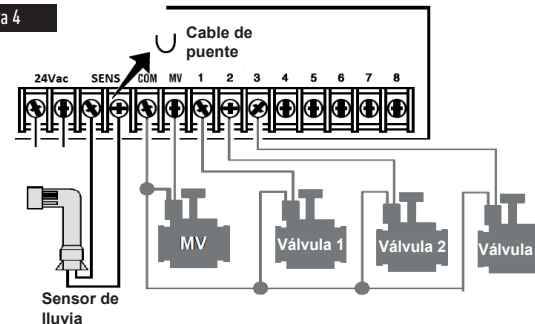 a 4
Cable de
puente
24Vac SENS COM MV 1 2 3 4 5 6 7 8
MV
Válvula 1
Válvula 2
Válvula
Sensor de
lluvia